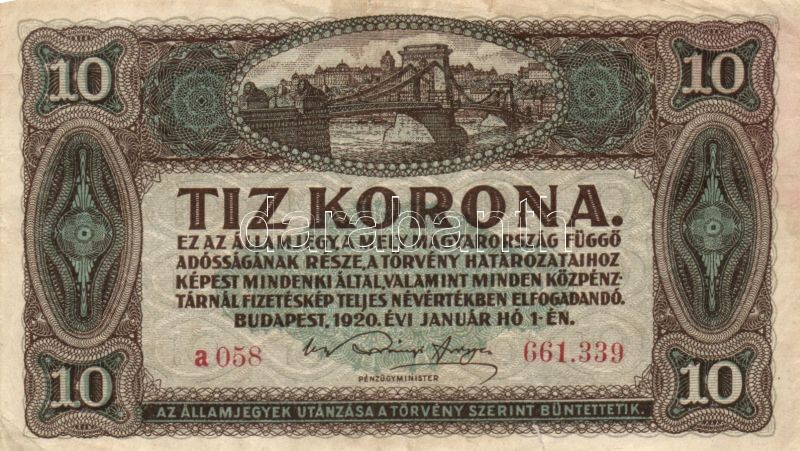 10 10
TIZ KORONA.
darabanth
EZ AZ ÁLLAMJEGY, A MELY MAGYARORSZÁG FÜGGŐ
ADÓSSÁGÁNAK RÉSZE, A TÖRVÉNY HATÁROZATAIHOZ
KÉPEST MINDENKI ÁLTAL, VALAMINT MINDEN KÖZPÉNZ-
TÁRNÁL FIZETÉSKÉP TELJES NÉVÉRTÉKBEN ELFOGADANDÓ.
BUDAPEST, 1920. ÉVI JANUÁR HÓ 1-ÉN.
a 058 661.339
PÉNZÜGYMINISTER
10 10
AZ ÁLLAMJEGYEK UTÁNZÁSA A TÖRVÉNY SZERINT BÜNTETTETIK.